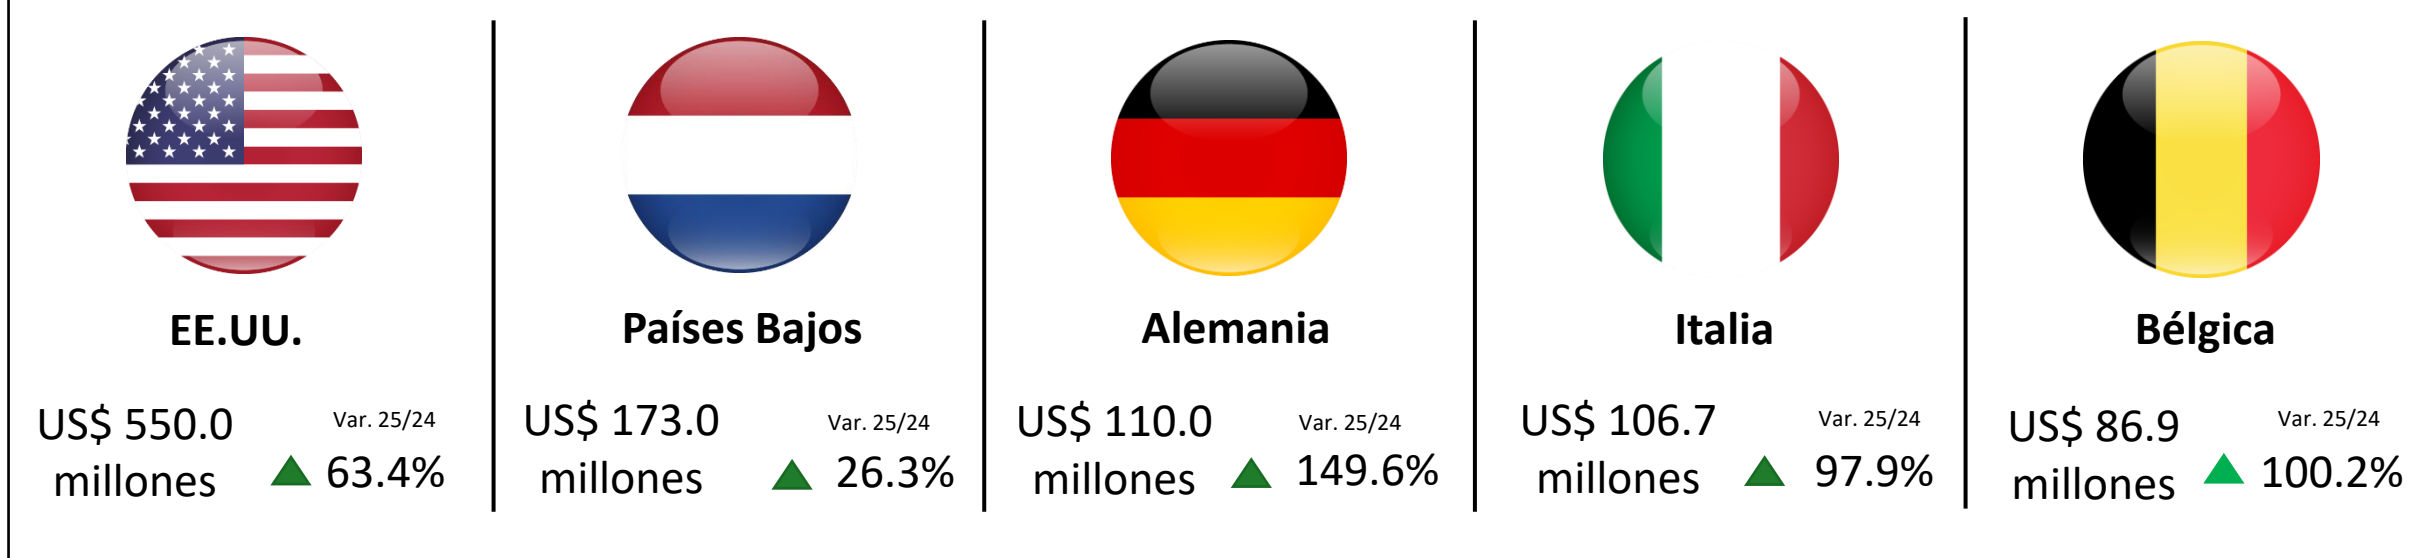 EE.UU.
US$ 550.0
millones
Var. 25/24
63.4%
Países Bajos
US$ 173.0
millones
Var. 25/24
26.3%
Alemania
US$ 110.0
millones
Var. 25/24
149.6%
Italia
US$ 106.7
millones
Var. 25/24
97.9%
Bélgica
US$ 86.9
millones
Var. 25/24
100.2%